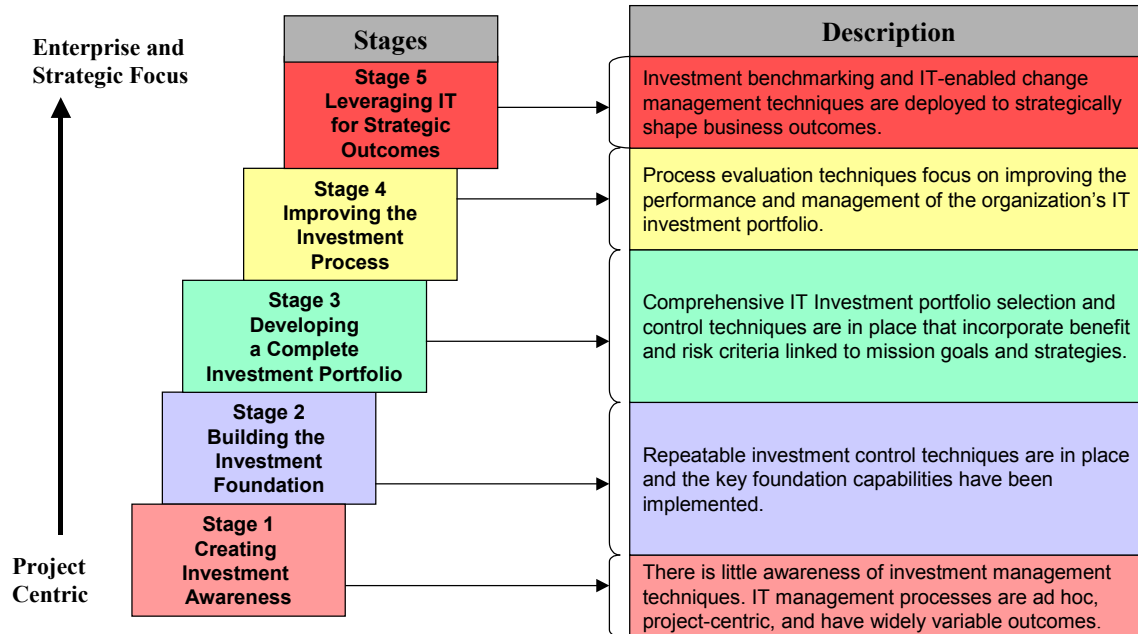 Enterprise and
Strategic Focus
Project
Centric
Stages
Stage 5
Leveraging IT
for Strategic
Outcomes
Stage 4
Improving the
Investment
Process
Stage 3
Developing
a Complete
Investment Portfolio
Stage 2
Building the
Investment
Foundation
Stage 1
Creating
Investment
Awareness
Description
Investment benchmarking and IT-enabled change
management techniques are deployed to strategically
shape business outcomes.
Process evaluation techniques focus on improving the
performance and management of the organization’s IT
investment portfolio.
Comprehensive IT Investment portfolio selection and
control techniques are in place that incorporate benefit
and risk criteria linked to mission goals and strategies.
Repeatable investment control techniques are in place
and the key foundation capabilities have been
implemented.
There is little awareness of investment management
techniques. IT management processes are ad hoc,
project-centric, and have widely variable outcomes.